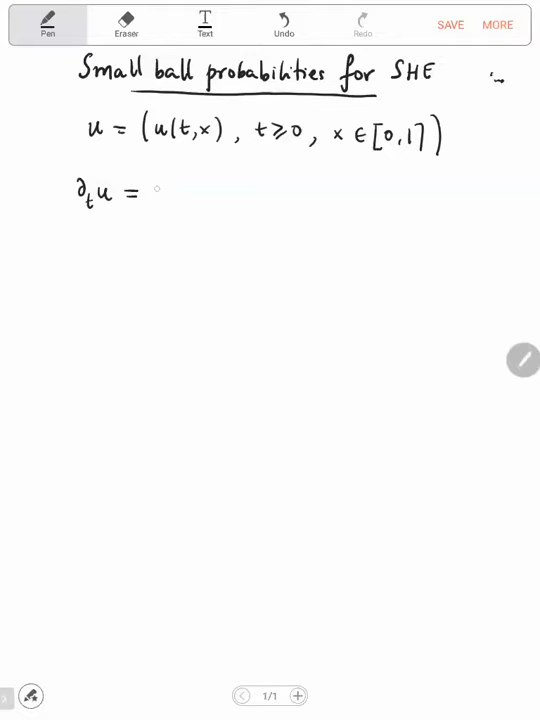 Pen Eraser Text Undo Redo SAVE MORE
Small ball probabilities for SHE
u = (u(t,x), t ⩾ 0, x ∈ [0,1])
∂ₜu =
1/1